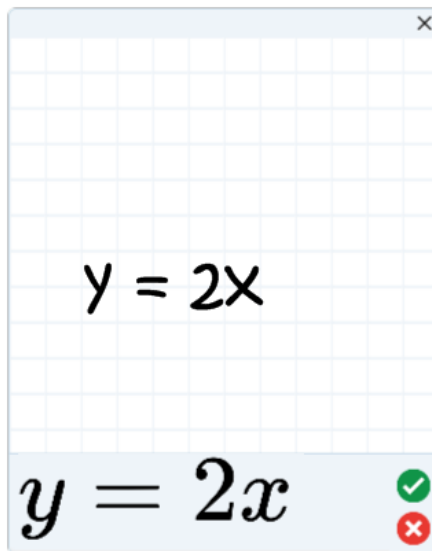 y = 2x
y = 2x